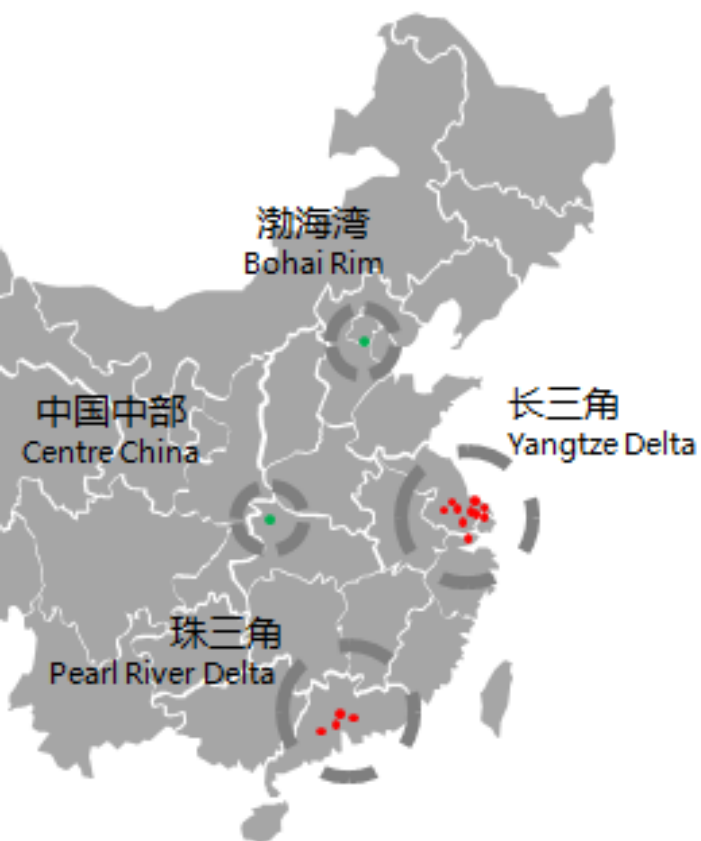 渤海湾
Bohai Rim
中国中部
Centre China
长三角
Yangtze Delta
珠三角
Pearl River Delta